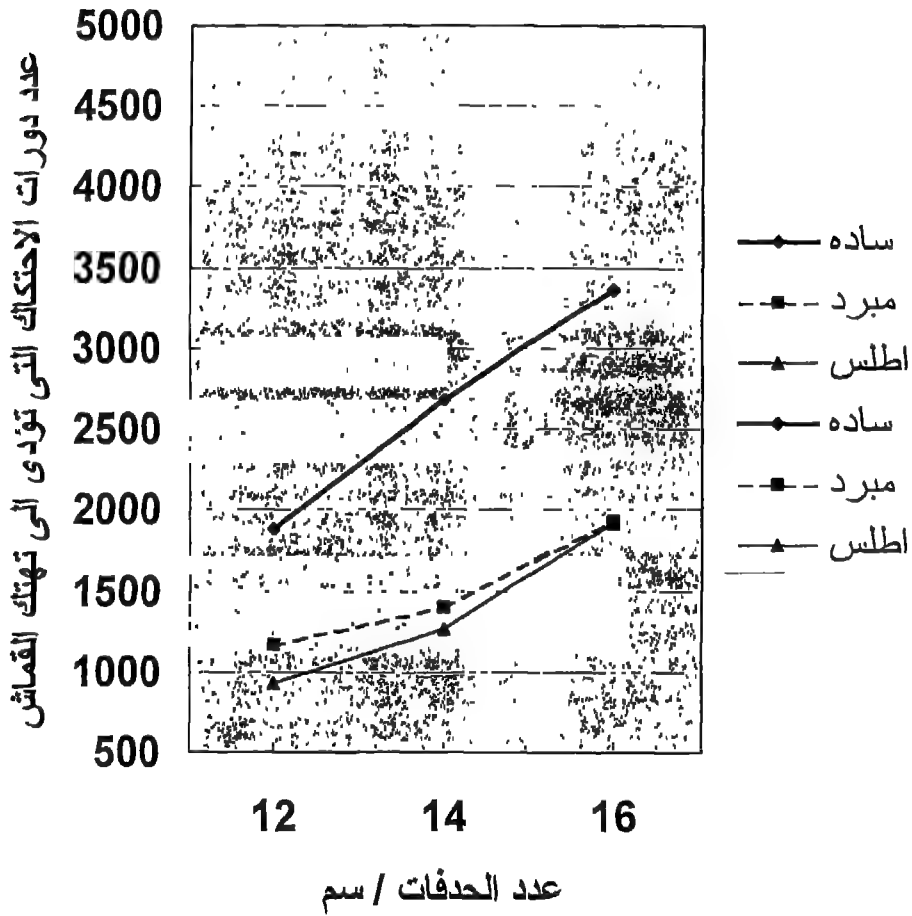 عدد دورات الاحتكاك التى تؤدى الى تهتك القماش
5000
4500
4000
3500
3000
2500
2000
1500
1000
500
12 14 16
عدد الحدفات / سم
ساده
مبرد
اطلس
ساده
مبرد
اطلس